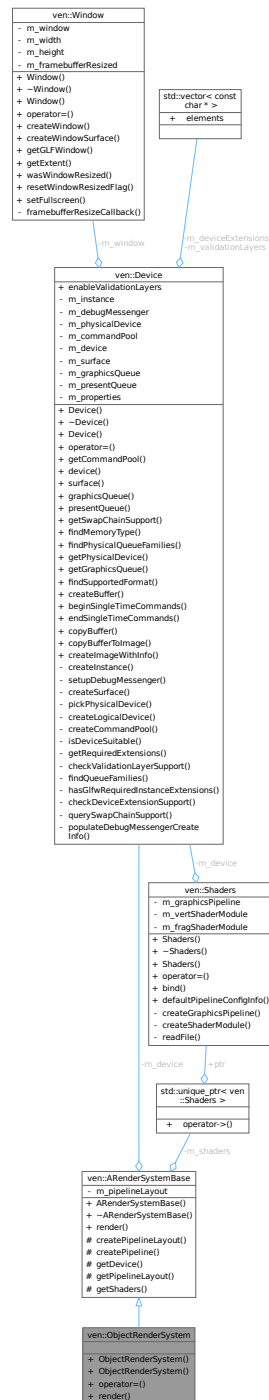 ven::Window
- m_window
- m_width
- m_height
- m_framebufferResized
+ Window()
+ ~Window()
+ Window()
+ operator=()
+ createWindow()
+ createWindowSurface()
+ getGLFWindow()
+ getExtent()
+ wasWindowResized()
+ resetWindowResizedFlag()
+ setFullscreen()
- framebufferResizeCallback()
std::vector< const
char * >
+ elements
-m_window
-m_deviceExtensions
-m_validationLayers
ven::Device
+ enableValidationLayers
- m_instance
- m_debugMessenger
- m_physicalDevice
- m_commandPool
- m_device
- m_surface
- m_graphicsQueue
- m_presentQueue
- m_properties
+ Device()
+ ~Device()
+ Device()
+ operator=()
+ getCommandPool()
+ device()
+ surface()
+ graphicsQueue()
+ presentQueue()
+ getSwapChainSupport()
+ findMemoryType()
+ findPhysicalQueueFamilies()
+ getPhysicalDevice()
+ getGraphicsQueue()
+ findSupportedFormat()
+ createBuffer()
+ beginSingleTimeCommands()
+ endSingleTimeCommands()
+ copyBuffer()
+ copyBufferToImage()
+ createImageWithInfo()
- createInstance()
- setupDebugMessenger()
- createSurface()
- pickPhysicalDevice()
- createLogicalDevice()
- createCommandPool()
- isDeviceSuitable()
- getRequiredExtensions()
- checkValidationLayerSupport()
- findQueueFamilies()
- hasGlfwRequiredInstanceExtensions()
- checkDeviceExtensionSupport()
- querySwapChainSupport()
- populateDebugMessengerCreate
Info()
-m_device
ven::Shaders
- m_graphicsPipeline
- m_vertShaderModule
- m_fragShaderModule
+ Shaders()
+ ~Shaders()
+ Shaders()
+ operator=()
+ bind()
+ defaultPipelineConfigInfo()
- createGraphicsPipeline()
- createShaderModule()
- readFile()
-m_device
+ptr
std::unique_ptr< ven
::Shaders >
+ operator->()
-m_shaders
ven::ARenderSystemBase
- m_pipelineLayout
+ ARenderSystemBase()
+ ~ARenderSystemBase()
+ render()
# createPipelineLayout()
# createPipeline()
# getDevice()
# getPipelineLayout()
# getShaders()
ven::ObjectRenderSystem
+ ObjectRenderSystem()
+ ObjectRenderSystem()
+ operator=()
+ render()